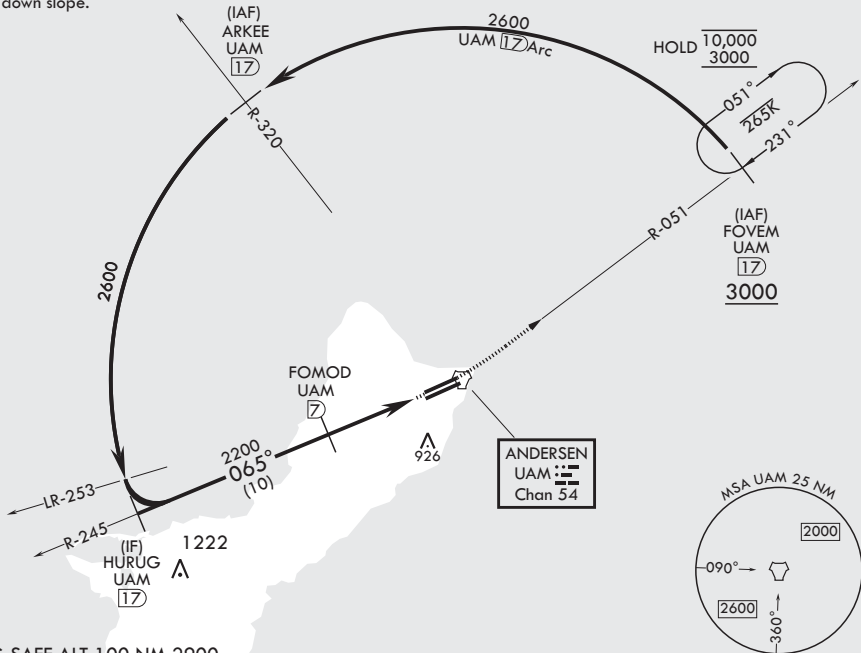 down slope.
(IAF)
ARKEE
UAM
17
R-320
2600
UAM 17 Arc
HOLD 10,000
3000
051°
265K
231°
R-051
(IAF)
FOVEM
UAM
17
3000
2600
FOMOD
UAM
7
2200
065°
(10)
926
ANDERSEN
UAM
Chan 54
LR-253
R-245
(IF)
HURUG
UAM
17
1222
MSA UAM 25 NM
2000
090°
2600
360°
SAFE ALT 100 NM 2900